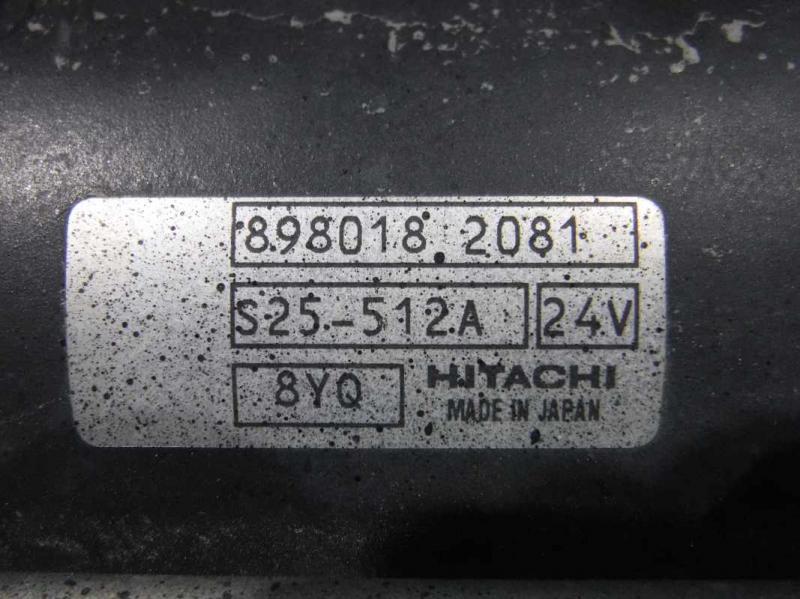 898018 2081
S25-512A 24V
8YQ HITACHI
MADE IN JAPAN